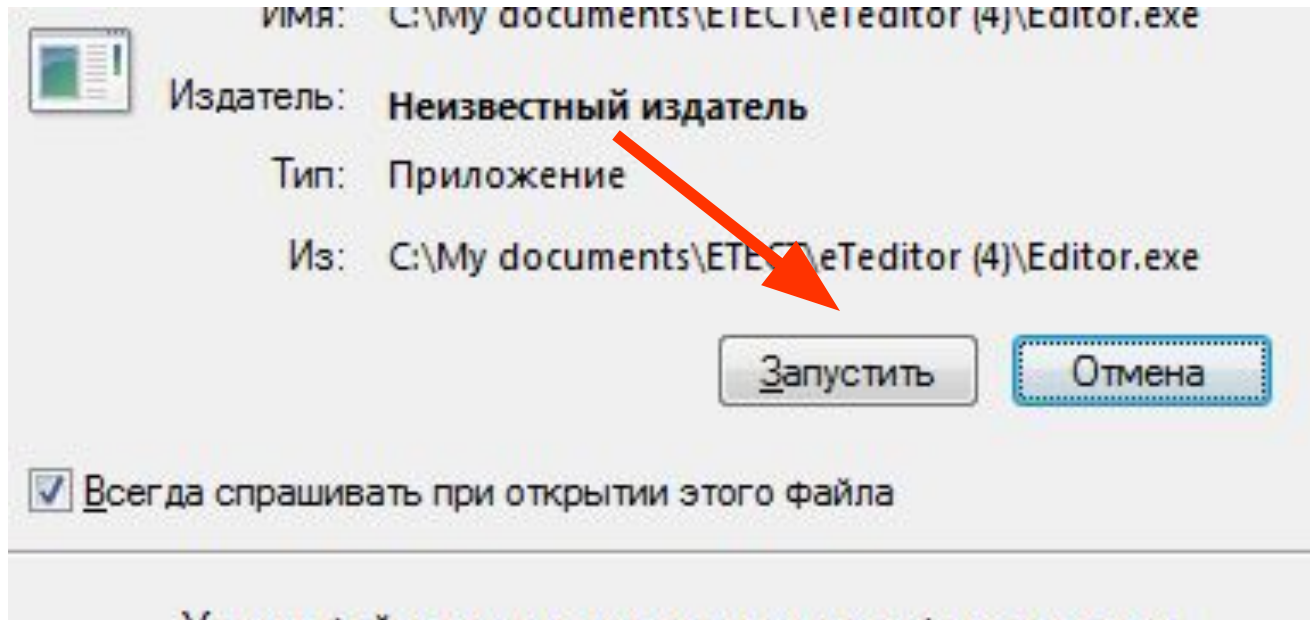 Имя: C:\My documents\ETECT\eTeditor (4)\Editor.exe
Издатель: Неизвестный издатель
Тип: Приложение
Из: C:\My documents\ETECT\eTeditor (4)\Editor.exe
Запустить Отмена
Всегда спрашивать при открытии этого файла